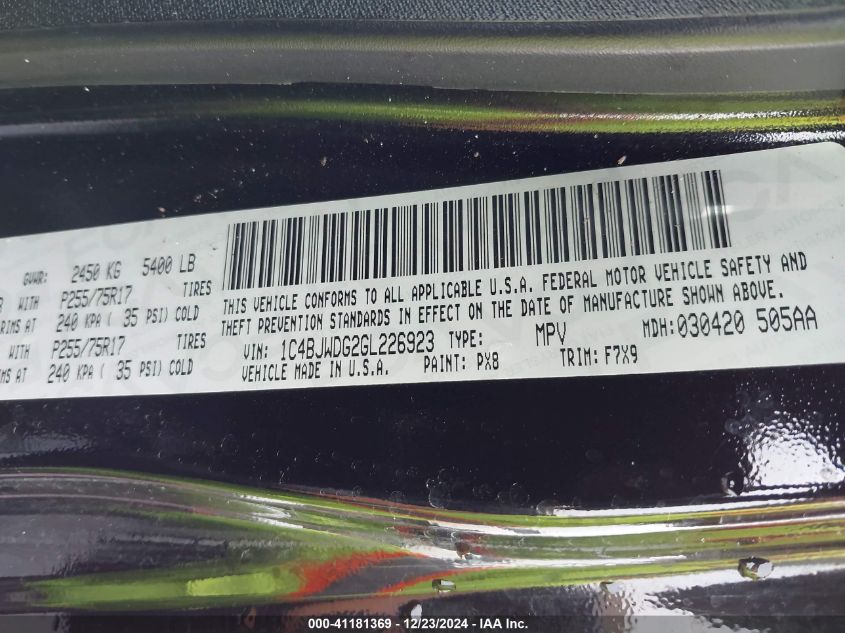 GVWR: 2450 KG 5400 LB
WITH P255/75R17 TIRES
RIMS AT 240 KPA ( 35 PSI) COLD
WITH P255/75R17 TIRES
AT 240 KPA ( 35 PSI) COLD
THIS VEHICLE CONFORMS TO ALL APPLICABLE U.S.A. FEDERAL MOTOR VEHICLE SAFETY AND
THEFT PREVENTION STANDARDS IN EFFECT ON THE DATE OF MANUFACTURE SHOWN ABOVE.
VIN: 1C4BJWDG2GL226923 TYPE: MPV MDH: 030420 505AA
VEHICLE MADE IN U.S.A. PAINT: PX8 TRIM: F7X9
000-41181369 - 12/23/2024 - IAA Inc.